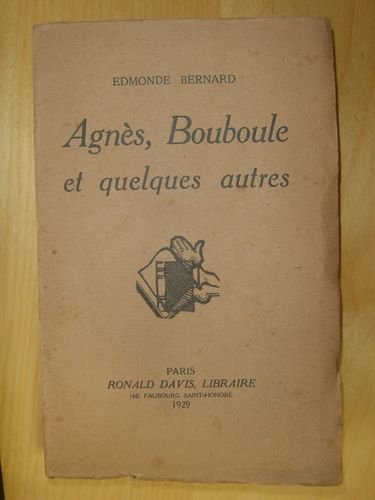 EDMONDE BERNARD
Agnès, Bouboule
et quelques autres
PARIS
RONALD DAVIS, LIBRAIRE
160, FAUBOURG SAINT-HONORÉ
1929